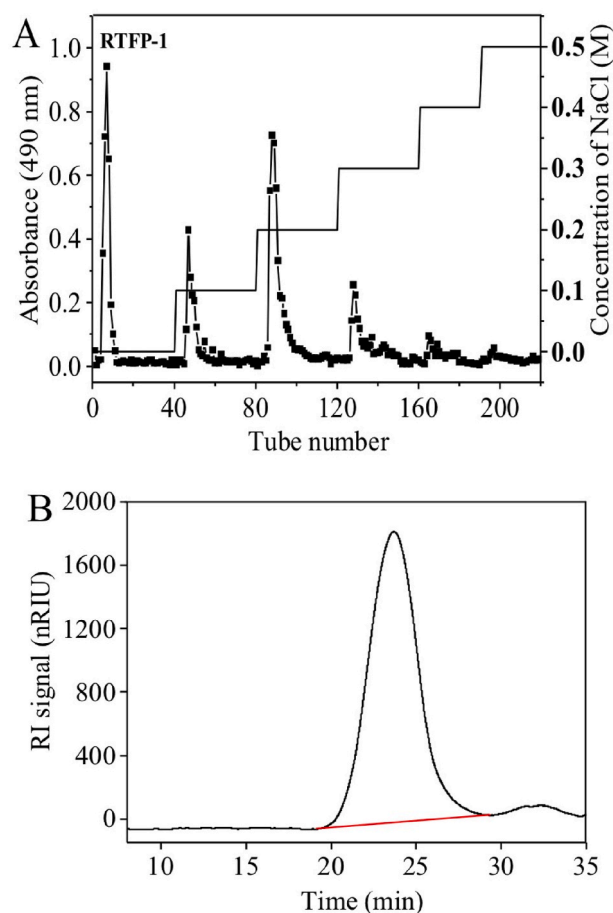 A
RTFP-1
Absorbance (490 nm)
1.0
0.8
0.6
0.4
0.2
0.0
0.5
0.4
0.3
0.2
0.1
0.0
Concentration of NaCl (M)
0 40 80 120 160 200
Tube number
B
RI signal (nRIU)
2000
1600
1200
800
400
0
10 15 20 25 30 35
Time (min)